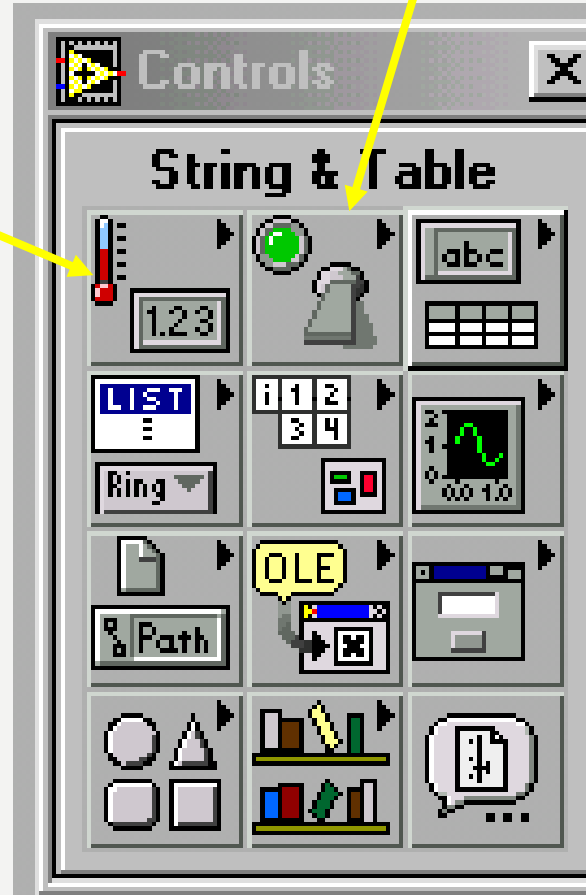 Controls
String & Table
1.23
abc
LIST
Ring
i 1 2
3 4
2
1
0
0.0 1.0
Path
OLE
...